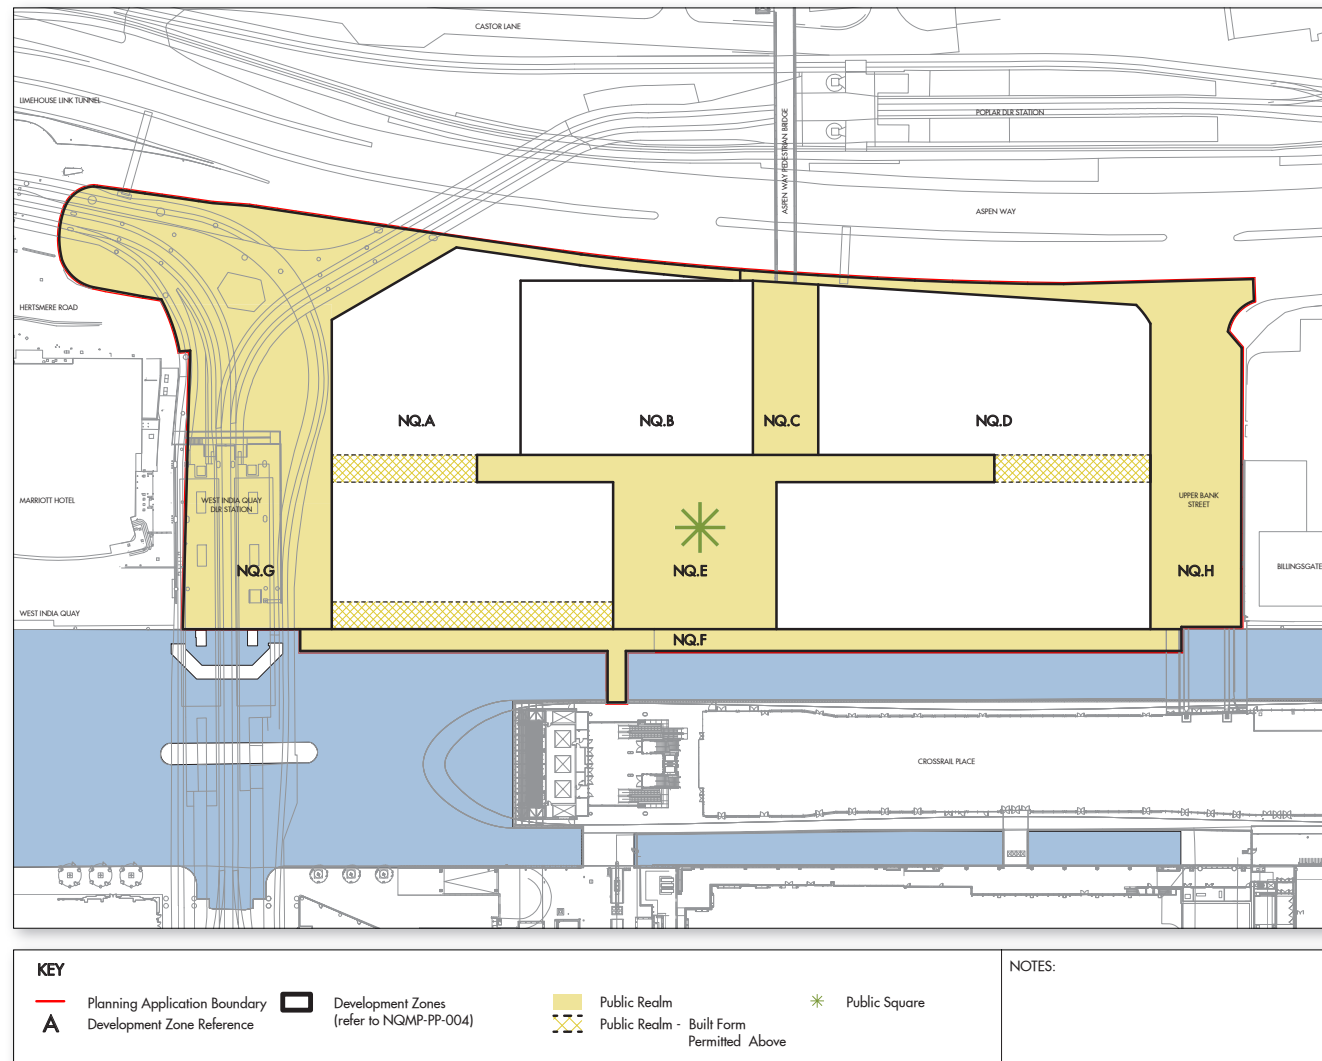 CASTOR LANE
LIMEHOUSE LINK TUNNEL
POPLAR DLR STATION
ASPEN WAY PEDESTRIAN BRIDGE
ASPEN WAY
HERTSMERE ROAD
NQ.A
NQ.B
NQ.C
NQ.D
MARRIOTT HOTEL
WEST INDIA QUAY
DLR STATION
UPPER BANK
STREET
NQ.G
NQ.E
NQ.H
BILLINGSGATE
WEST INDIA QUAY
NQ.F
CROSSRAIL PLACE
KEY
Planning Application Boundary
A Development Zone Reference
Development Zones
(refer to NQMP-PP-004)
Public Realm
Public Realm - Built Form
Permitted Above
Public Square
NOTES: